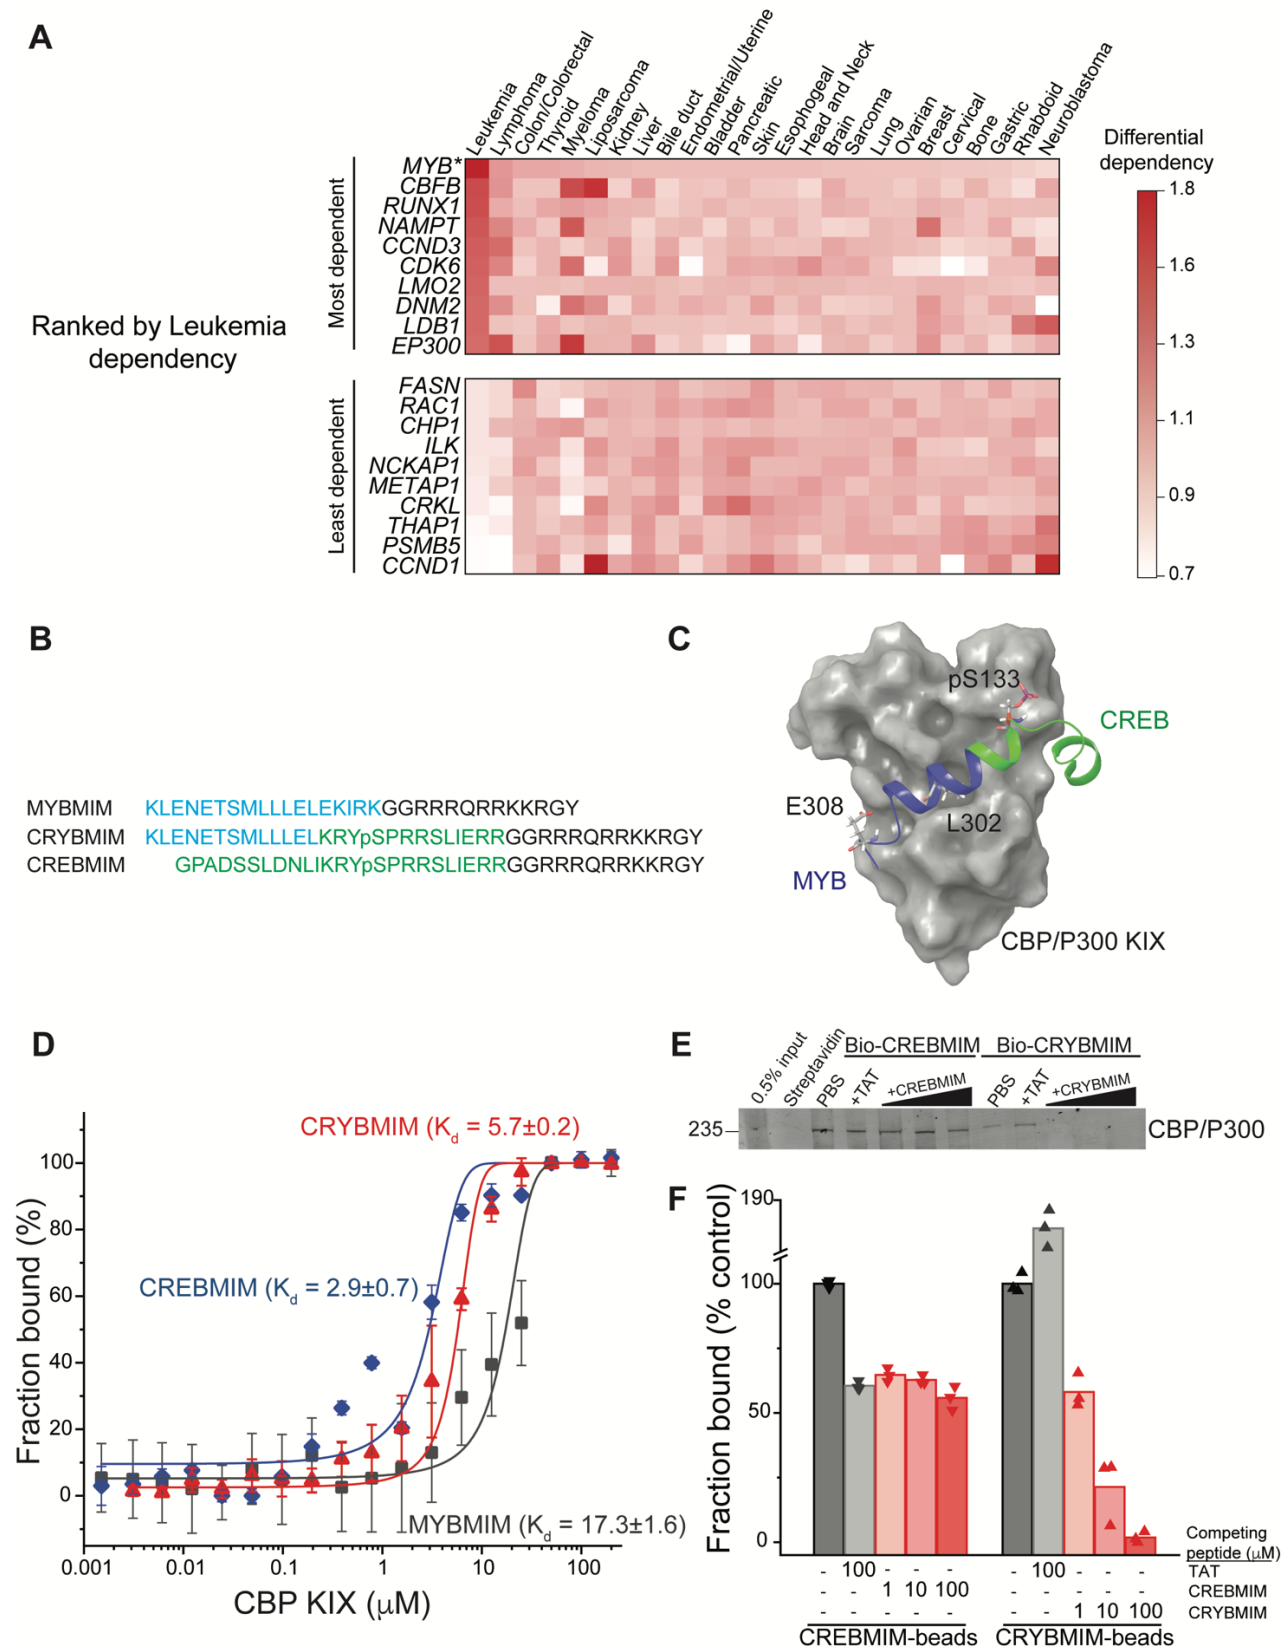 A
Leukemia
Lymphoma
Colon/Colorectal
Thyroid
Myeloma
Liposarcoma
Kidney
Liver
Bile duct
Endometrial/Uterine
Bladder
Pancreatic
Skin
Esophogeal
Head and Neck
Brain
Sarcoma
Lung
Ovarian
Breast
Cervical
Bone
Gastric
Rhabdoid
Neuroblastoma
Differential
dependency
1.8
1.6
1.3
1.1
0.9
0.7
Ranked by Leukemia
dependency
Most dependent
MYB*
CBFB
RUNX1
NAMPT
CCND3
CDK6
LMO2
DNM2
LDB1
EP300
Least dependent
FASN
RAC1
CHP1
ILK
NCKAP1
METAP1
CRKL
THAP1
PSMB5
CCND1
B
MYBMIM KLENETSMLLLELEKIRKGGRRRQRRKKRGY
CRYBMIM KLENETSMLLLELKRYpSPRRSLIERRGGRRRQRRKKRGY
CREBMIM GPADSSLDNLIKRYpSPRRSLIERRGGRRRQRRKKRGY
C
pS133
CREB
E308
L302
MYB
CBP/P300 KIX
D
CRYBMIM (Kd = 5.7±0.2)
CREBMIM (Kd = 2.9±0.7)
MYBMIM (Kd = 17.3±1.6)
Fraction bound (%)
100
80
60
40
20
0
0.001 0.01 0.1 1 10 100
CBP KIX (μM)
E
0.5% input
Streptavidin
Bio-CREBMIM
Bio-CRYBMIM
PBS
+TAT
+CREBMIM
PBS
+TAT
+CRYBMIM
235
CBP/P300
F
Fraction bound (% control)
190
100
50
0
Competing
peptide (μM)
- 100 - - - - 100 - - - TAT
- - 1 10 100 - - - - - CREBMIM
- - - - - - - 1 10 100 CRYBMIM
CREBMIM-beads
CRYBMIM-beads